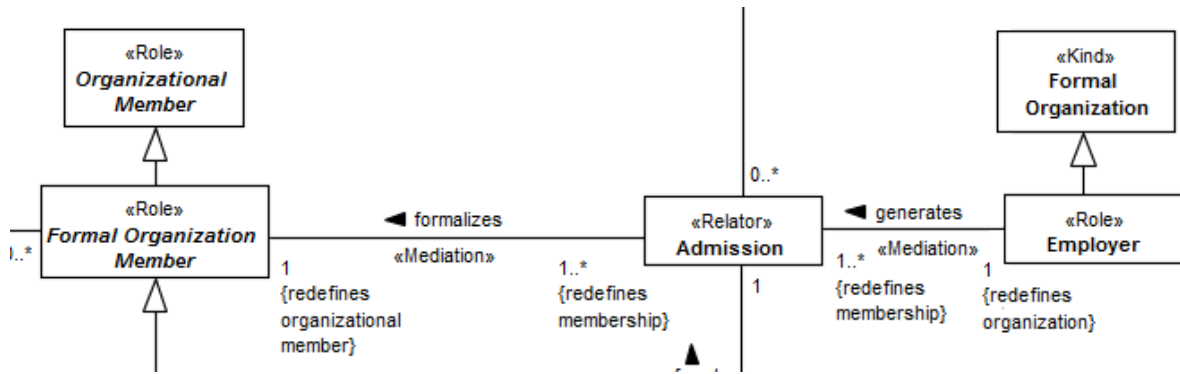 «Role»
Organizational
Member
«Kind»
Formal
Organization
«Role»
Formal Organization
Member
0..*
◄ formalizes
«Mediation»
1
{redefines
organizational
member}
1..*
{redefines
membership}
0..*
«Relator»
Admission
1
◄ generates
«Mediation»
1..*
{redefines
membership}
1
{redefines
organization}
«Role»
Employer